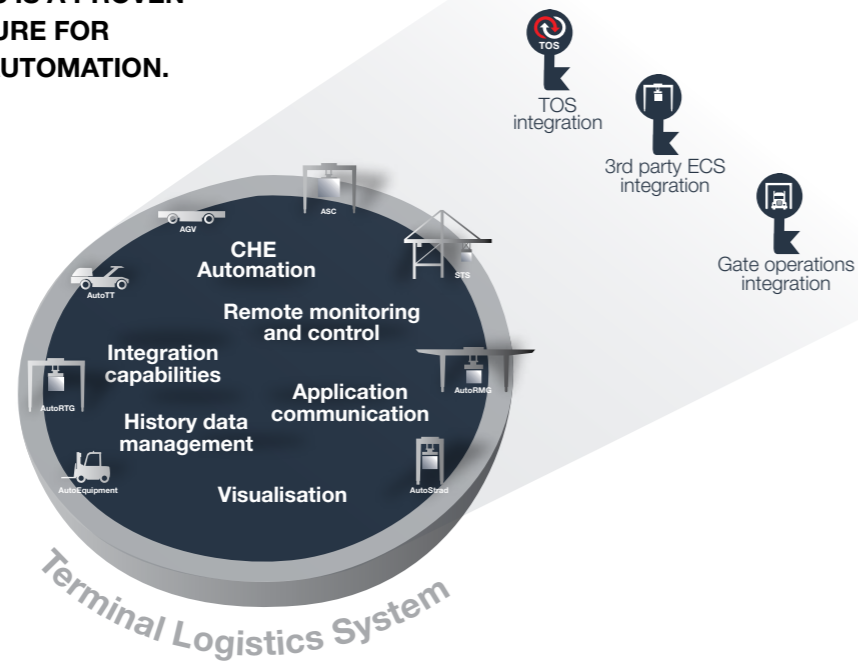 IS A PROVEN
URE FOR
UTOMATION.
TOS
TOS
integration
3rd party ECS
integration
Gate operations
integration
ASC
AGV
STS
AutoTT
CHE
Automation
Remote monitoring
and control
Integration
capabilities
AutoRMG
AutoRTG
Application
communication
History data
management
AutoEquipment
AutoStrad
Visualisation
Terminal Logistics System